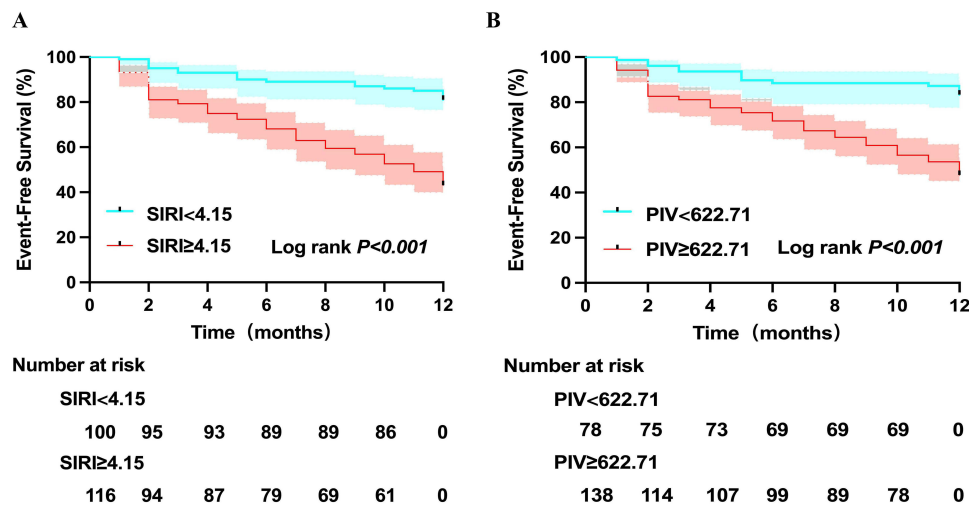 A
Event-Free Survival (%)
100
80
60
40
20
0
SIRI<4.15
SIRI≥4.15
Log rank P<0.001
0 2 4 6 8 10 12
Time（months）
Number at risk
SIRI<4.15
100 95 93 89 89 86 0
SIRI≥4.15
116 94 87 79 69 61 0
B
Event-Free Survival (%)
100
80
60
40
20
0
PIV<622.71
PIV≥622.71
Log rank P<0.001
0 2 4 6 8 10 12
Time（months）
Number at risk
PIV<622.71
78 75 73 69 69 69 0
PIV≥622.71
138 114 107 99 89 78 0